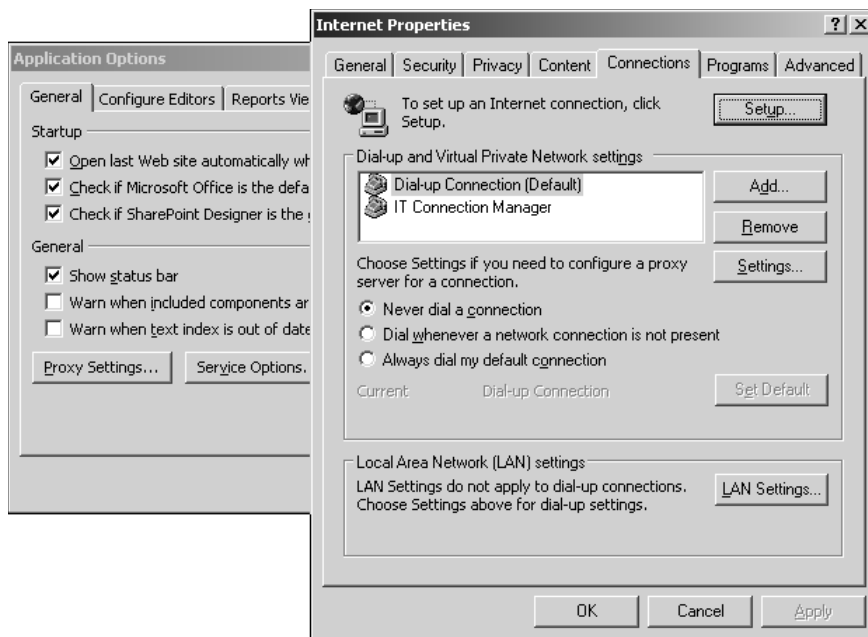 Application Options
General
Configure Editors
Reports Vie
Startup
Open last Web site automatically wh
Check if Microsoft Office is the defa
Check if SharePoint Designer is the
General
Show status bar
Warn when included components ar
Warn when text index is out of date
Proxy Settings...
Service Options.
Internet Properties
General
Security
Privacy
Content
Connections
Programs
Advanced
To set up an Internet connection, click
Setup.
Setup...
Dial-up and Virtual Private Network settings
Dial-up Connection (Default)
IT Connection Manager
Add...
Remove
Choose Settings if you need to configure a proxy
server for a connection.
Settings...
Never dial a connection
Dial whenever a network connection is not present
Always dial my default connection
Current
Dial-up Connection
Set Default
Local Area Network (LAN) settings
LAN Settings do not apply to dial-up connections.
Choose Settings above for dial-up settings.
LAN Settings...
OK
Cancel
Apply